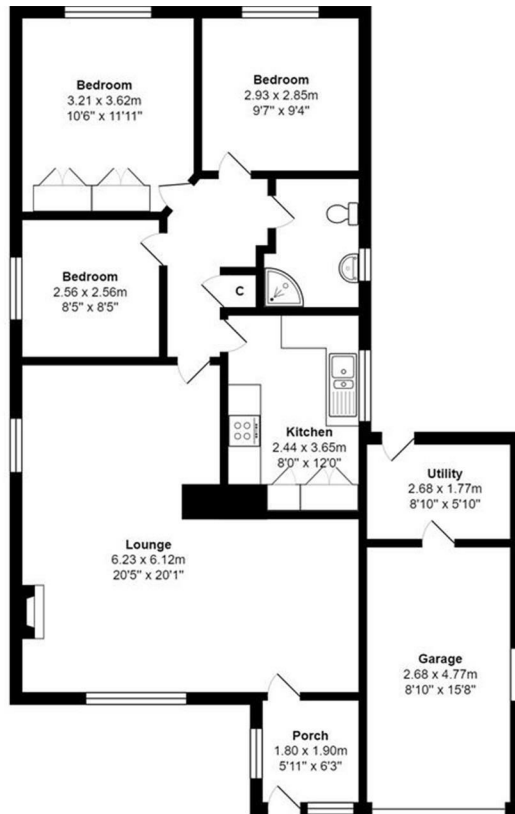 Bedroom
3.21 x 3.62m
10'6" x 11'11"
Bedroom
2.93 x 2.85m
9'7" x 9'4"
Bedroom
2.56 x 2.56m
8'5" x 8'5"
C
Kitchen
2.44 x 3.65m
8'0" x 12'0"
Utility
2.68 x 1.77m
8'10" x 5'10"
Lounge
6.23 x 6.12m
20'5" x 20'1"
Garage
2.68 x 4.77m
8'10" x 15'8"
Porch
1.80 x 1.90m
5'11" x 6'3"